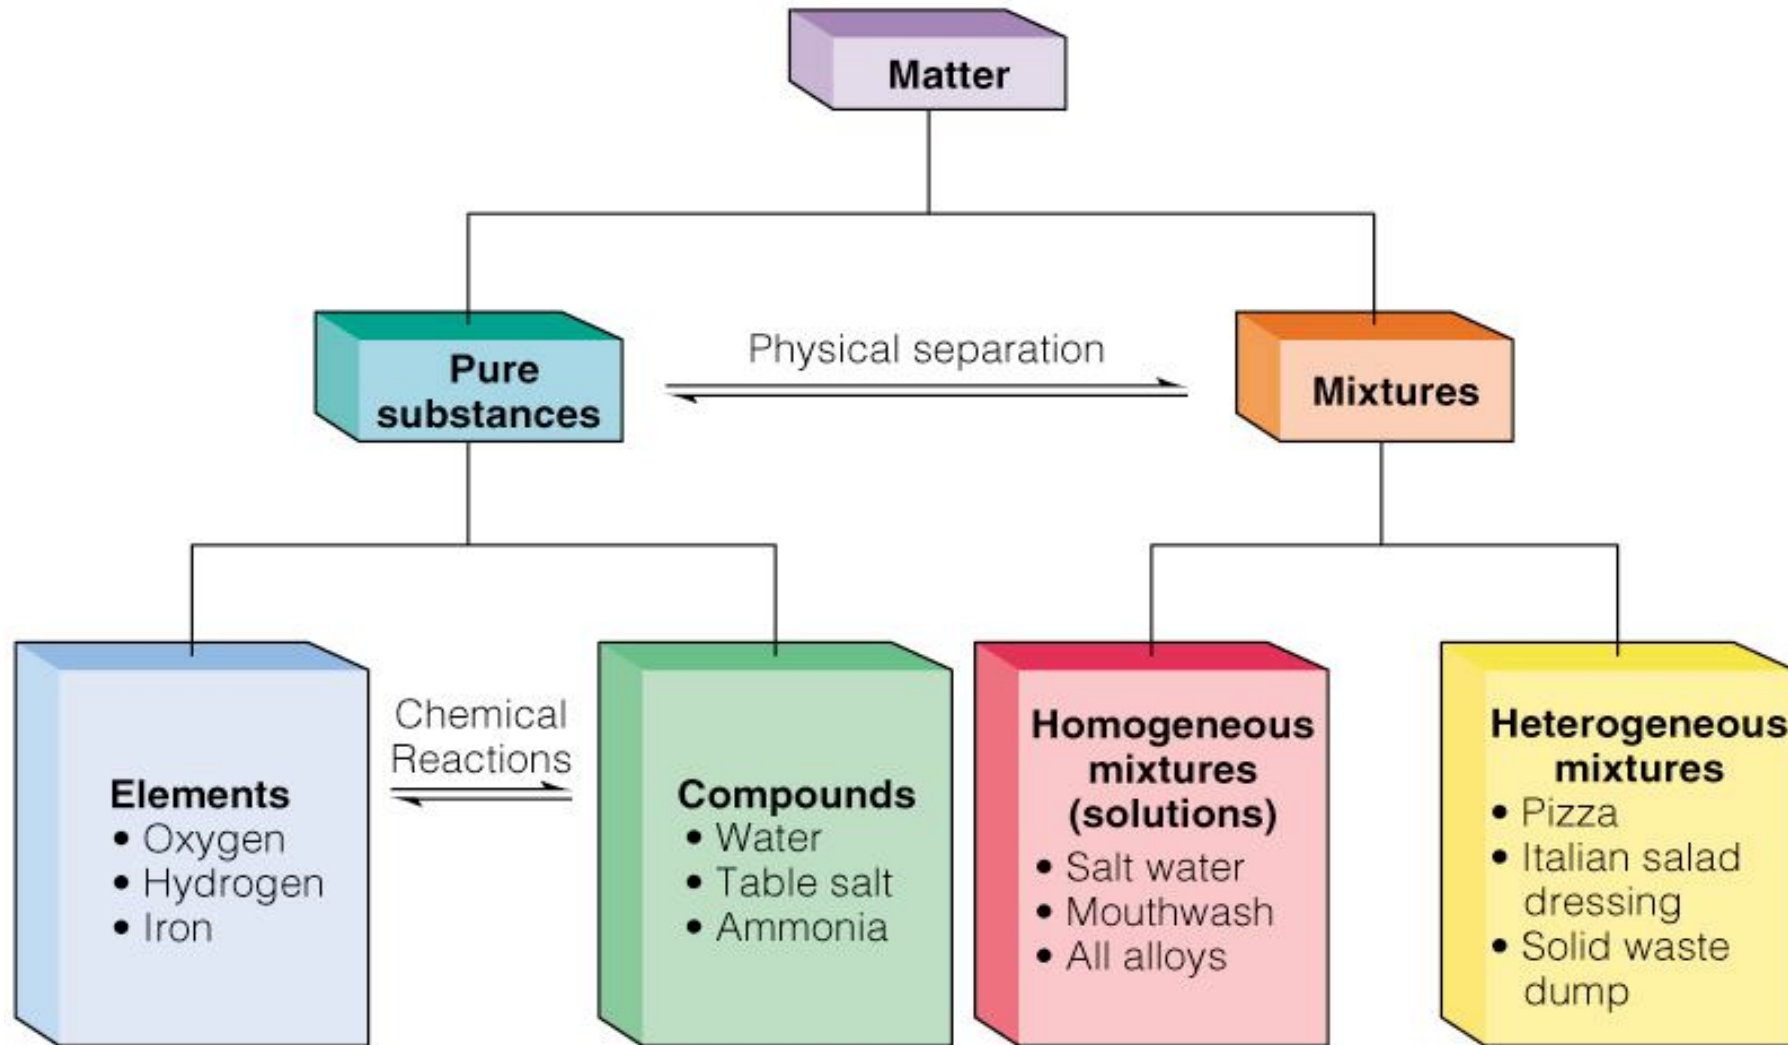 Matter
Physical separation
Pure
substances
Mixtures
Chemical
Reactions
Elements
• Oxygen
• Hydrogen
• Iron
Compounds
• Water
• Table salt
• Ammonia
Homogeneous
mixtures
(solutions)
• Salt water
• Mouthwash
• All alloys
Heterogeneous
mixtures
• Pizza
• Italian salad
dressing
• Solid waste
dump